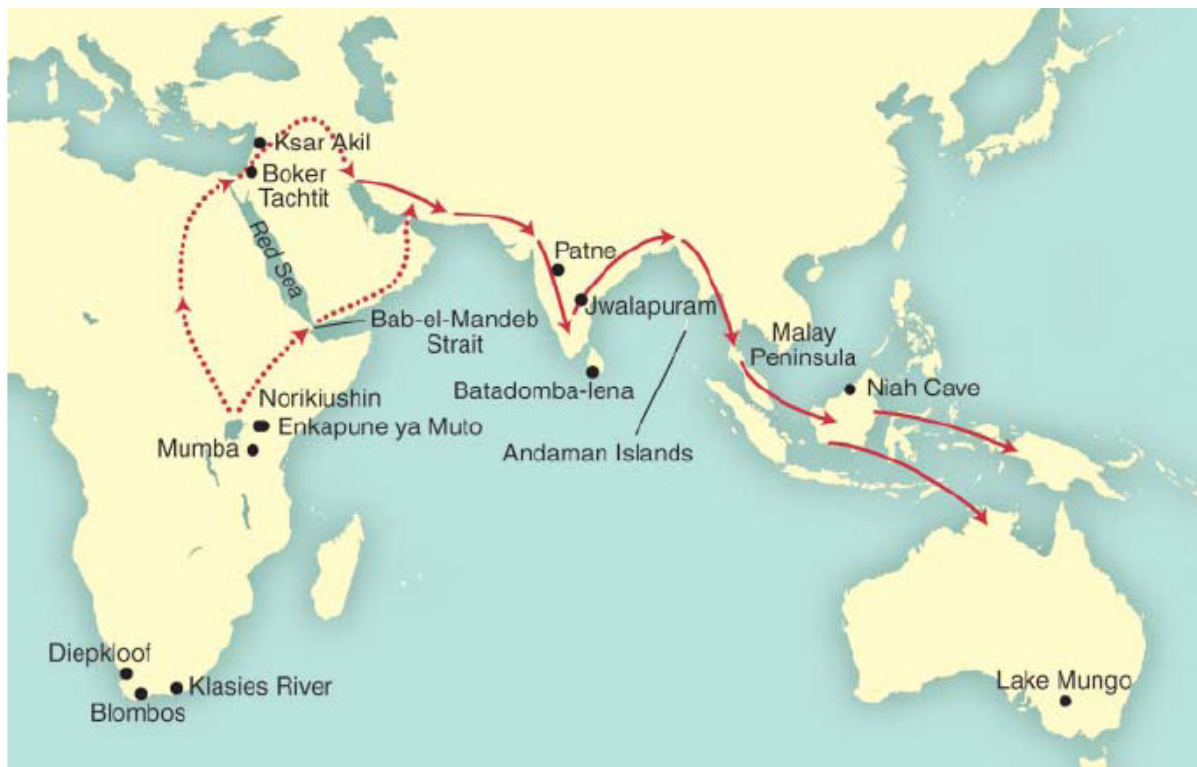 Ksar Akil
Boker
Tachtit
Red Sea
Patne
Jwalapuram
Bab-el-Mandeb
Strait
Malay
Peninsula
Batadomba-lena
Niah Cave
Norikiushin
Enkapune ya Muto
Mumba
Andaman Islands
Diepkloof
Klasies River
Blombos
Lake Mungo